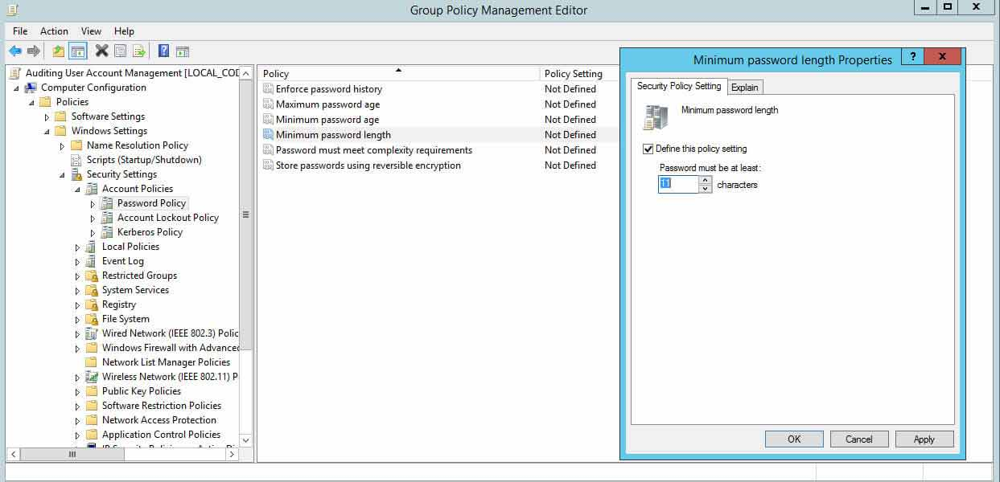 Group Policy Management Editor
File Action View Help
Auditing User Account Management [LOCAL_COD
Computer Configuration
Policies
Software Settings
Windows Settings
Name Resolution Policy
Scripts (Startup/Shutdown)
Security Settings
Account Policies
Password Policy
Account Lockout Policy
Kerberos Policy
Local Policies
Event Log
Restricted Groups
System Services
Registry
File System
Wired Network (IEEE 802.3) Polic
Windows Firewall with Advanced
Network List Manager Policies
Wireless Network (IEEE 802.11) P
Public Key Policies
Software Restriction Policies
Network Access Protection
Application Control Policies
Policy Policy Setting
Enforce password history Not Defined
Maximum password age Not Defined
Minimum password age Not Defined
Minimum password length Not Defined
Password must meet complexity requirements Not Defined
Store passwords using reversible encryption Not Defined
Minimum password length Properties
? X
Security Policy Setting Explain
Minimum password length
Define this policy setting
Password must be at least:
11 characters
OK Cancel Apply